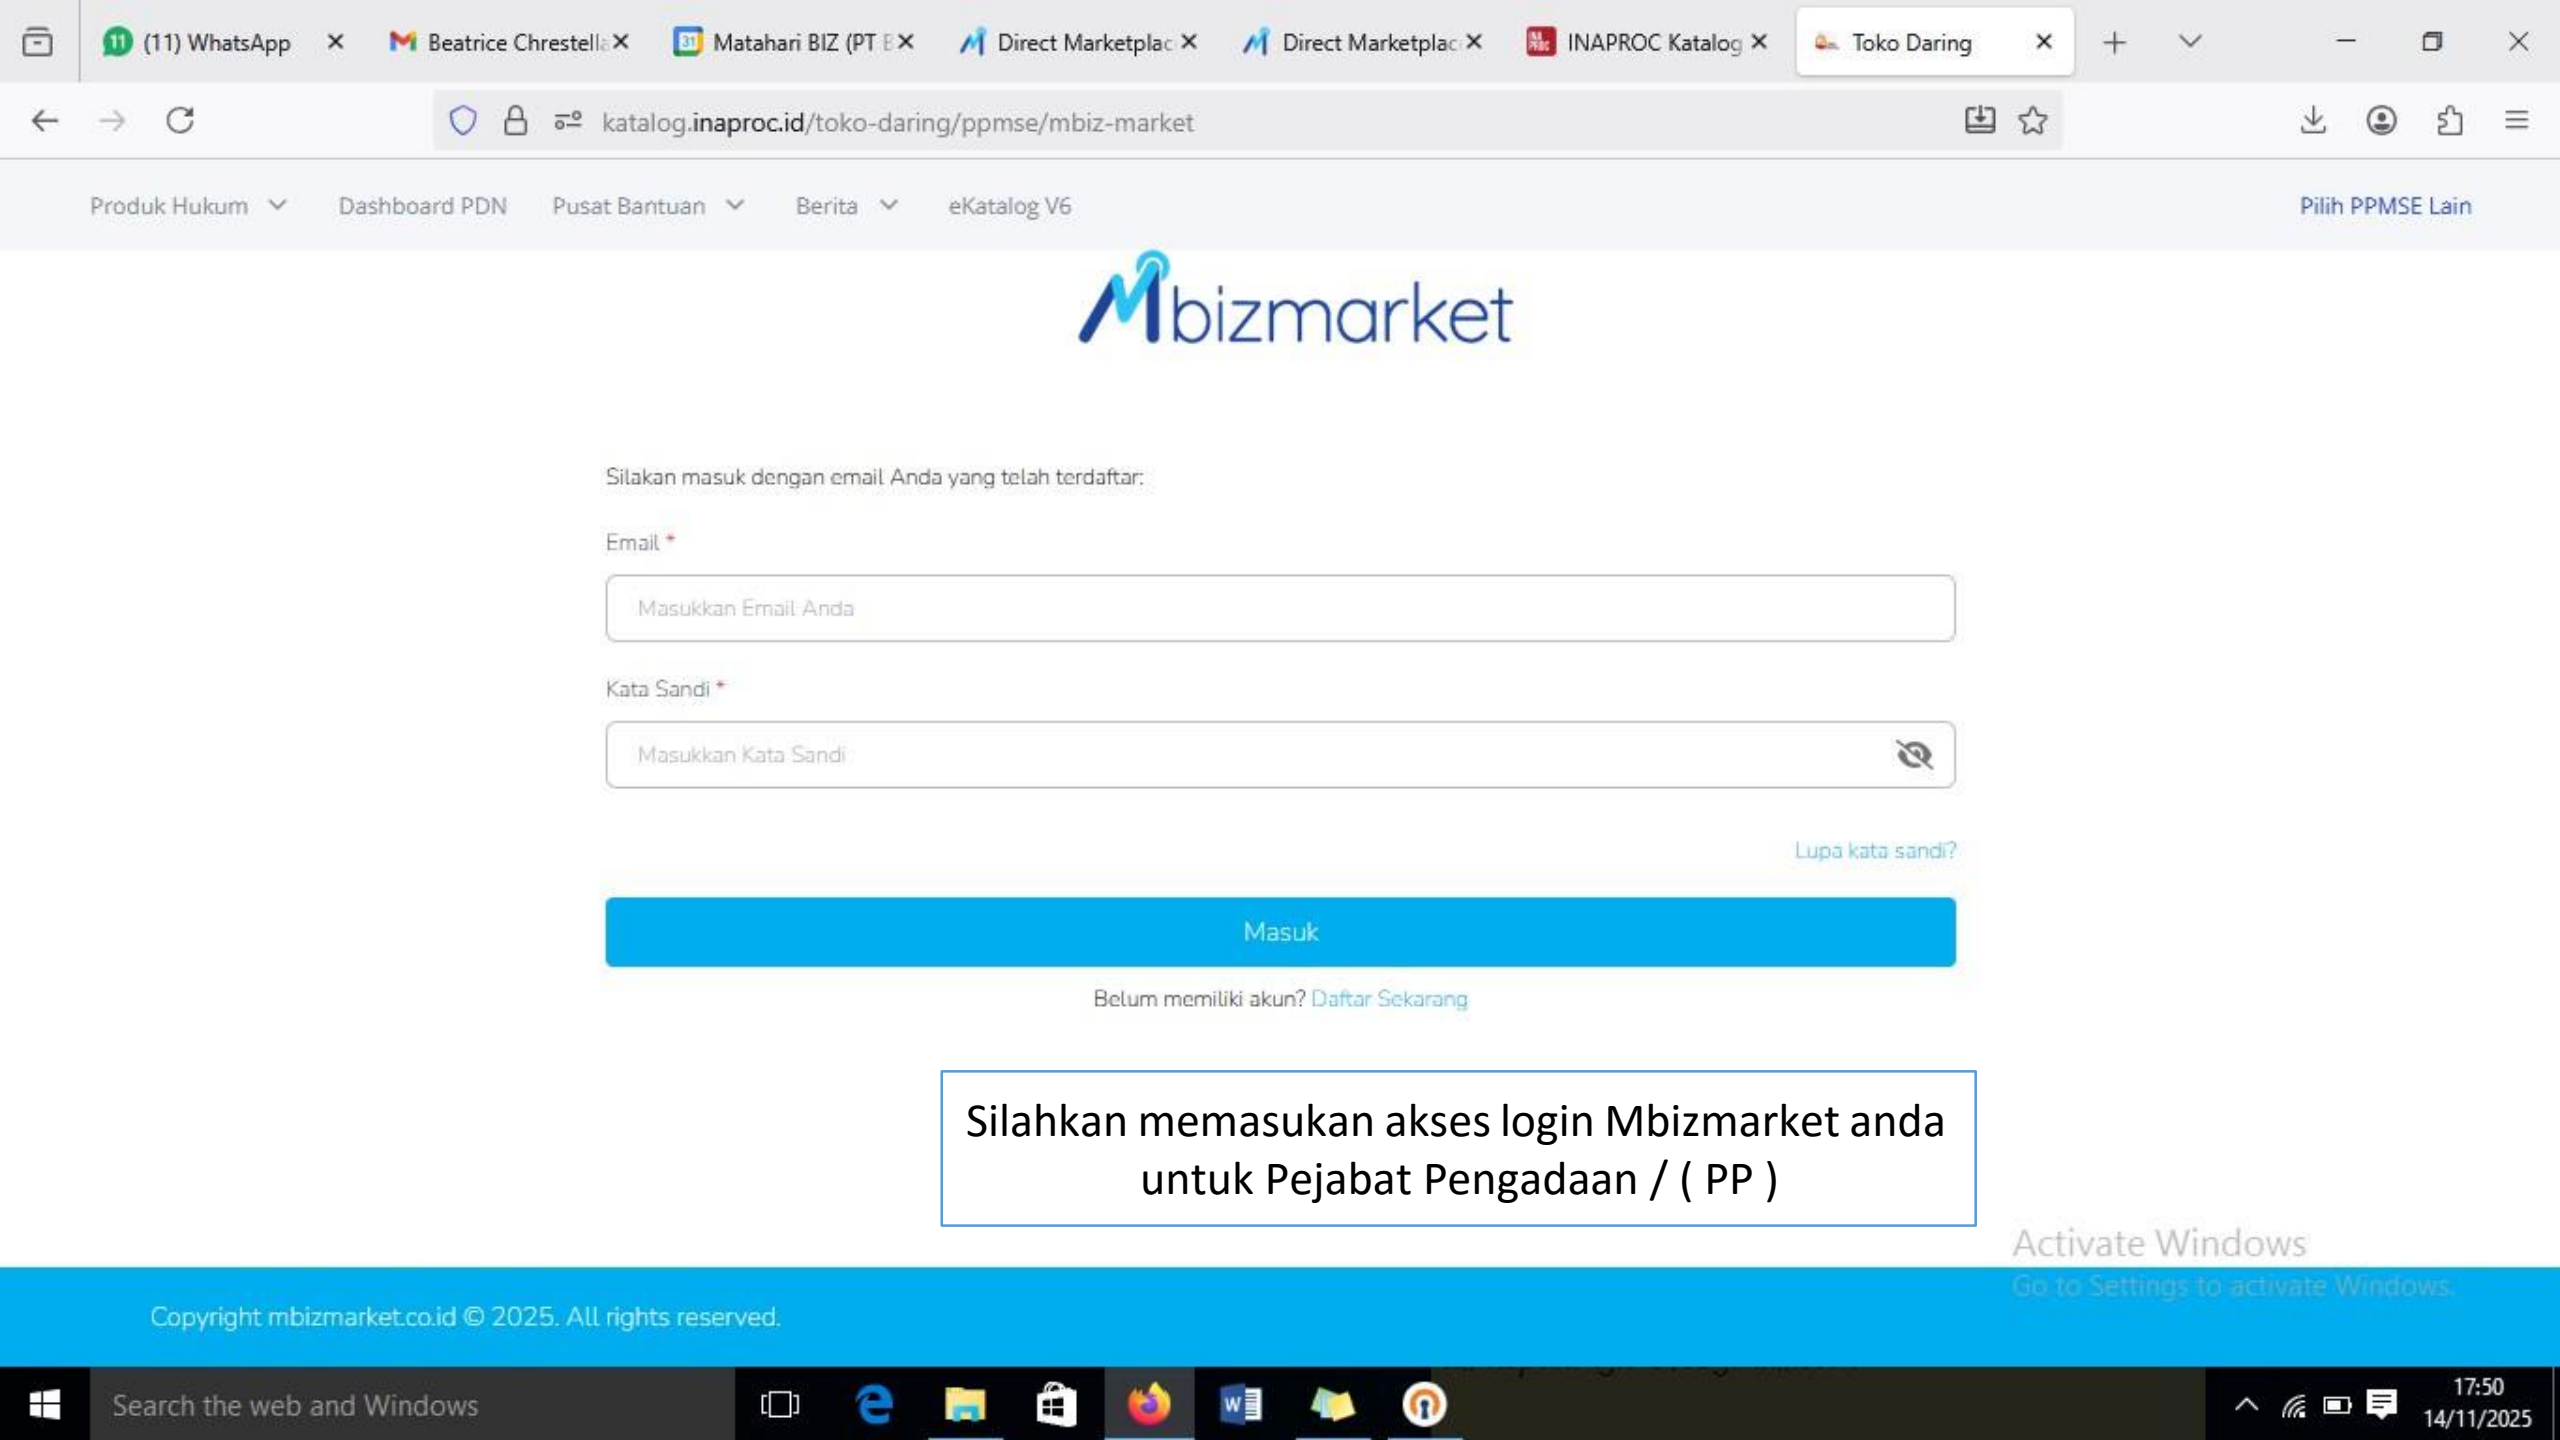 (11) WhatsApp
Beatrice Chrestella
Matahari BIZ (PT B
Direct Marketplac
Direct Marketplac
INAPROC Katalog
Toko Daring
katalog.inaproc.id/toko-daring/ppmse/mbiz-market
Produk Hukum
Dashboard PDN
Pusat Bantuan
Berita
eKatalog V6
Pilih PPMSE Lain
Mbizmarket
Silakan masuk dengan email Anda yang telah terdaftar:
Email *
Masukkan Email Anda
Kata Sandi *
Masukkan Kata Sandi
Lupa kata sandi?
Masuk
Belum memiliki akun? Daftar Sekarang
Silahkan memasukan akses login Mbizmarket anda
untuk Pejabat Pengadaan / ( PP )
Activate Windows
Go to Settings to activate Windows.
Copyright mbizmarket.co.id © 2025. All rights reserved.
Search the web and Windows
17:50
14/11/2025